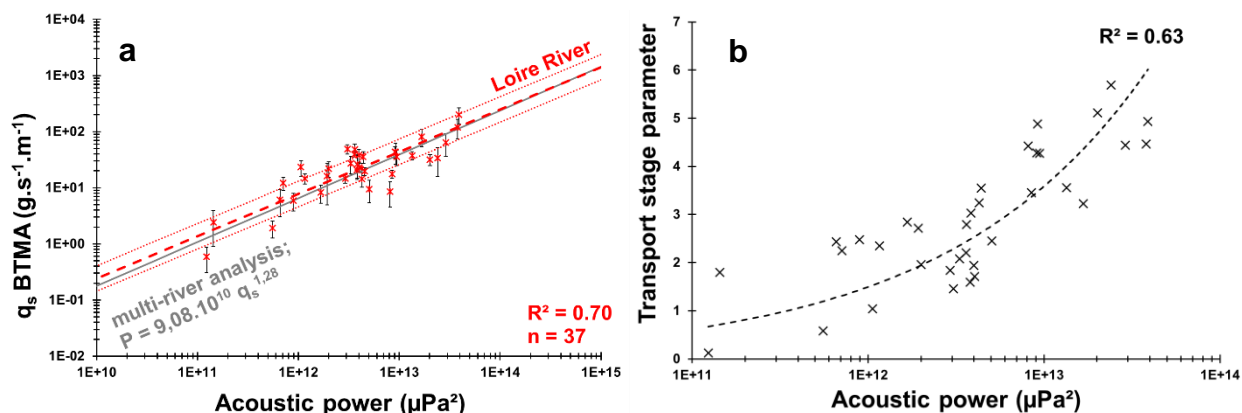 a
1E+04
1E+03
1E+02
1E+01
1E+00
1E-01
1E-02
qs BTMA (g.s⁻¹.m⁻¹)
Loire River
multi-river analysis;
P = 9,08.10¹⁰ qs^1,28
R² = 0.70
n = 37
1E+10 1E+11 1E+12 1E+13 1E+14 1E+15
Acoustic power (µPa²)
b
R² = 0.63
7
6
5
4
3
2
1
0
Transport stage parameter
1E+11 1E+12 1E+13 1E+14
Acoustic power (µPa²)